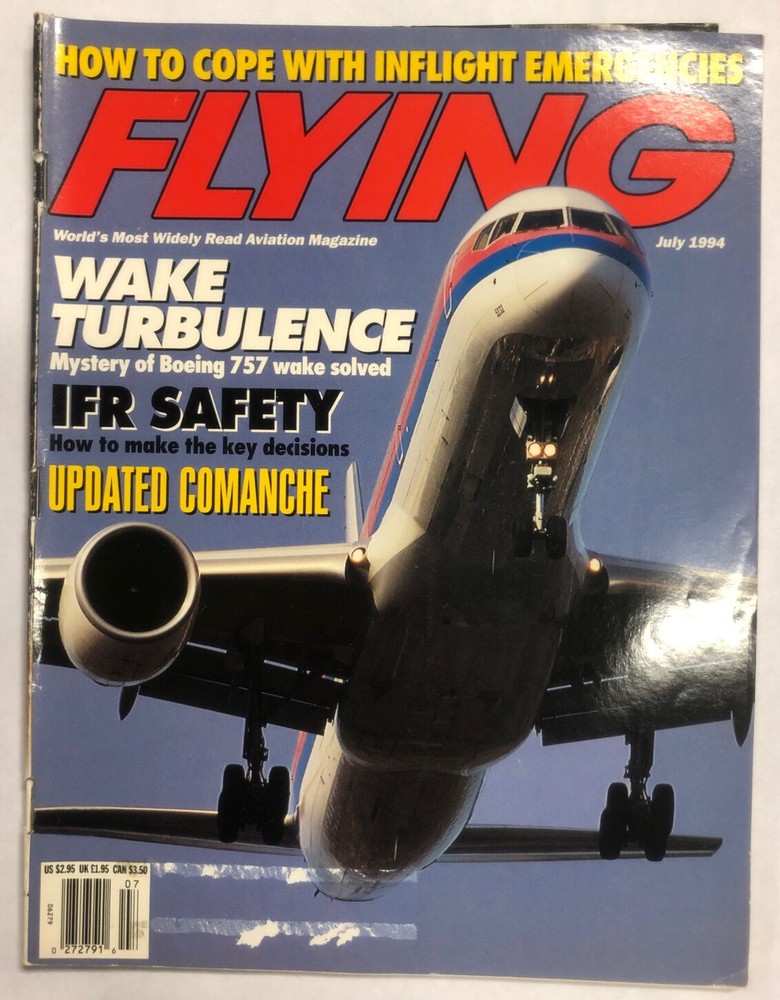 HOW TO COPE WITH INFLIGHT EMERGENCIES
FLYING
World's Most Widely Read Aviation Magazine
July 1994
WAKE
TURBULENCE
Mystery of Boeing 757 wake solved
IFR SAFETY
How to make the key decisions
UPDATED COMANCHE
US $2.95 UK £1.95 CAN $3.50
07
06279
0 272791 6